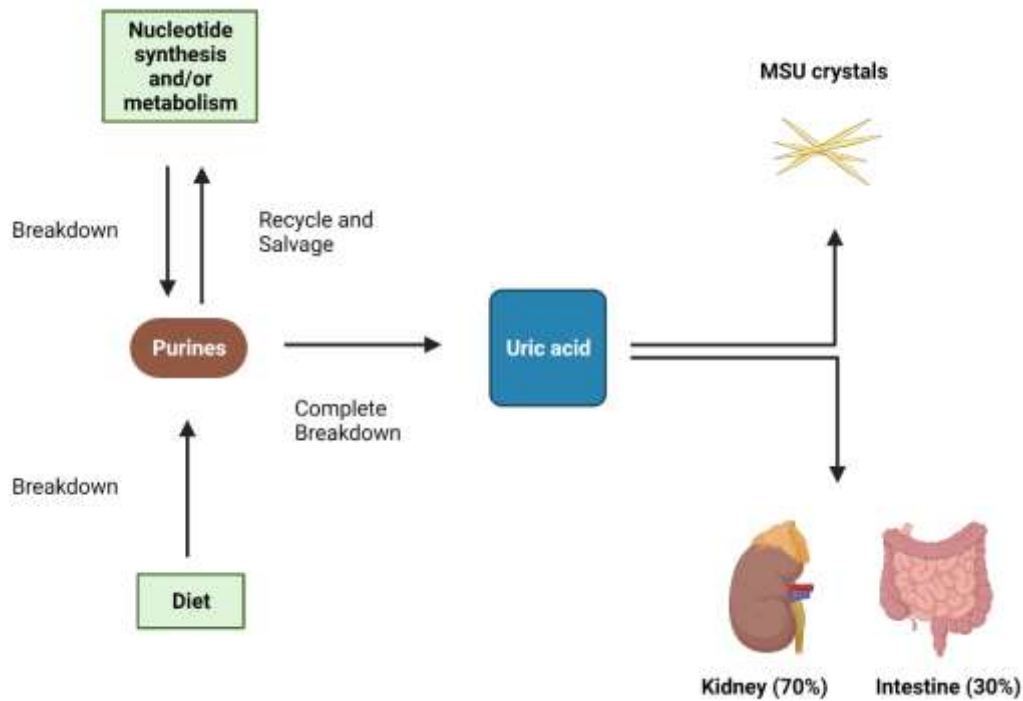 Nucleotide
synthesis
and/or
metabolism
MSU crystals
Breakdown
Recycle and
Salvage
Purines
Uric acid
Complete
Breakdown
Breakdown
Diet
Kidney (70%)
Intestine (30%)